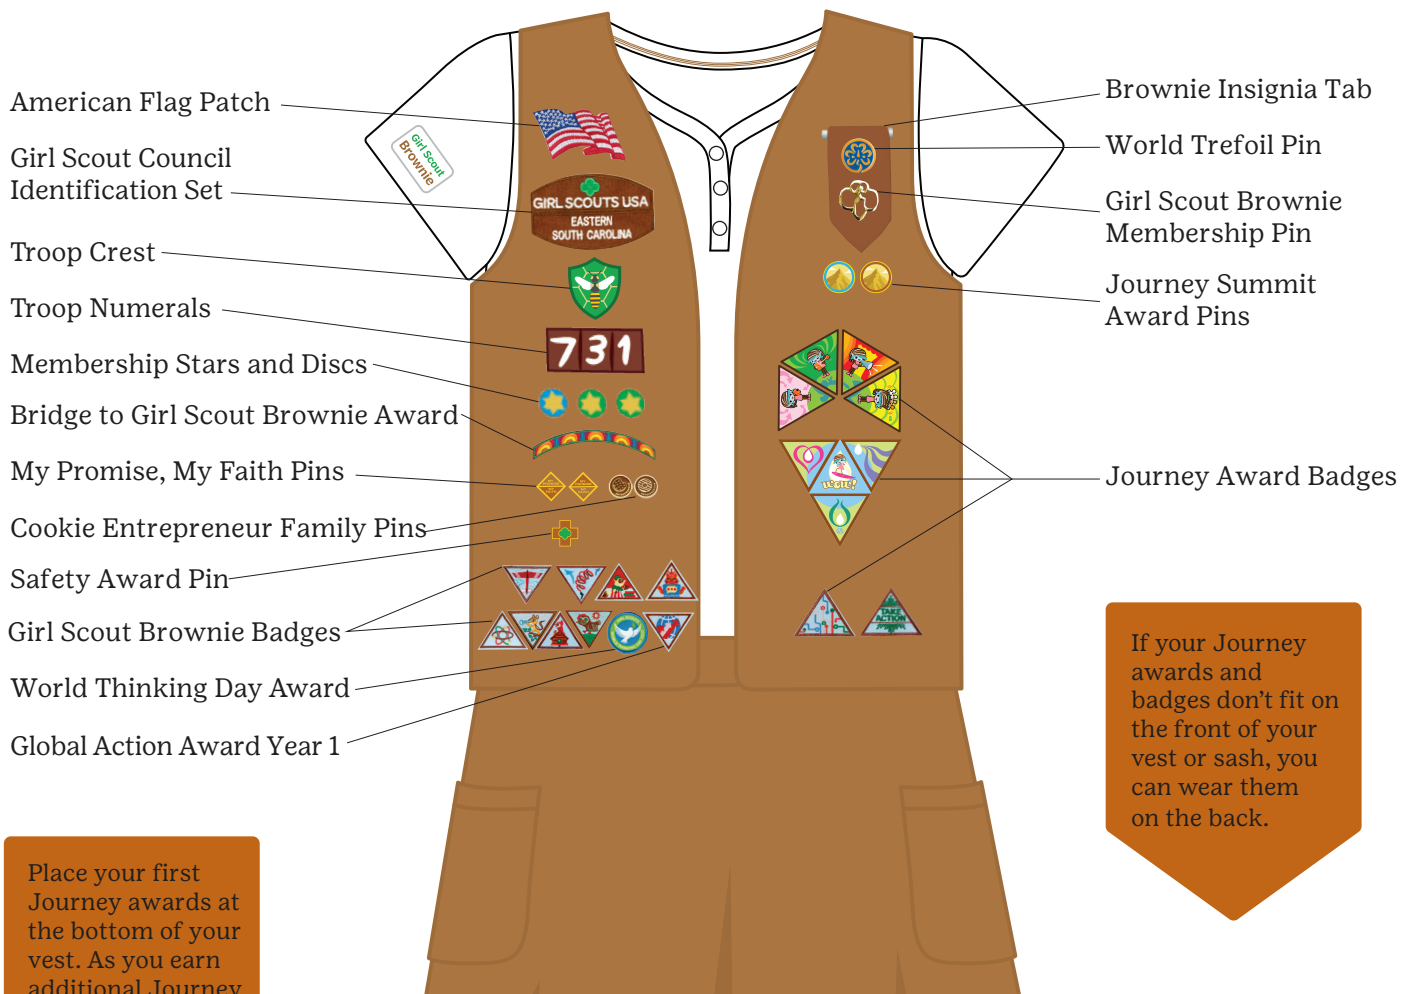 American Flag Patch
Girl Scout Council
Identification Set
Troop Crest
Troop Numerals
Membership Stars and Discs
Bridge to Girl Scout Brownie Award
My Promise, My Faith Pins
Cookie Entrepreneur Family Pins
Safety Award Pin
Girl Scout Brownie Badges
World Thinking Day Award
Global Action Award Year 1
Place your first
Journey awards at
the bottom of your
vest. As you earn
additional Journey
Girl Scout
Brownie
GIRL SCOUTS USA
EASTERN
SOUTH CAROLINA
731
TAKE
ACTION
Brownie Insignia Tab
World Trefoil Pin
Girl Scout Brownie
Membership Pin
Journey Summit
Award Pins
Journey Award Badges
If your Journey
awards and
badges don’t fit on
the front of your
vest or sash, you
can wear them
on the back.